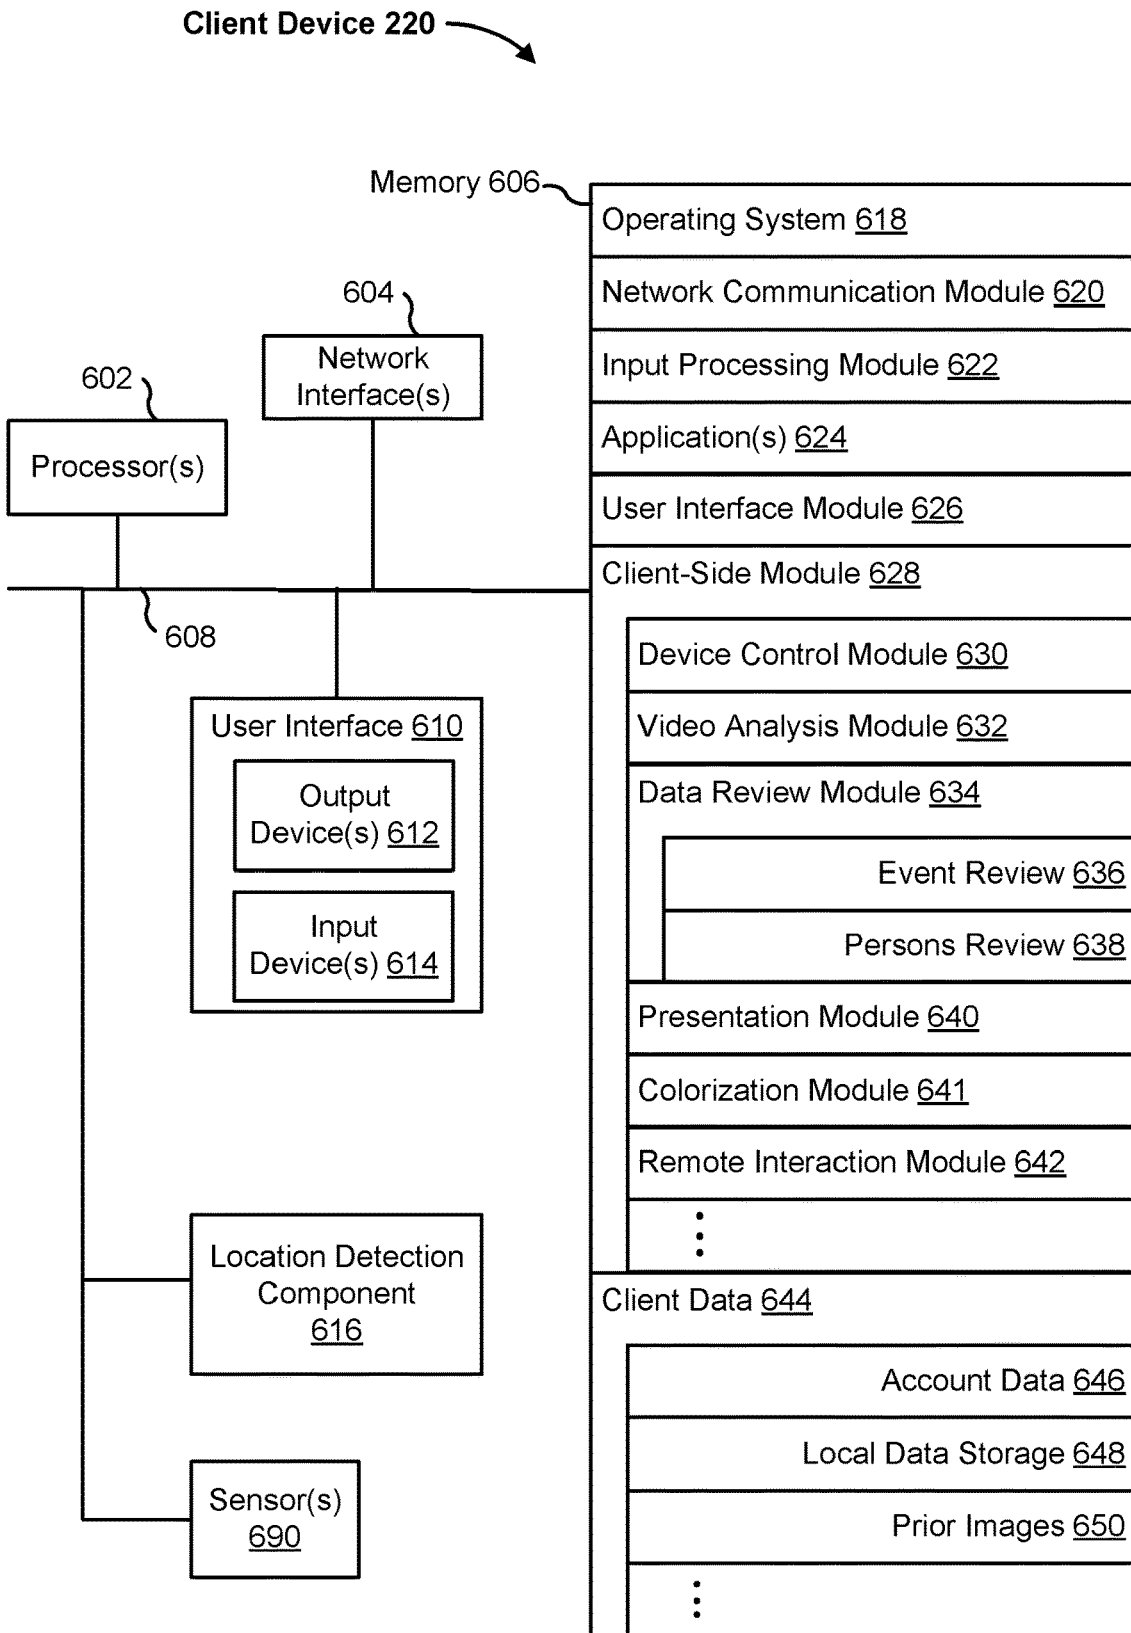 Client Device 220
Memory 606
Operating System 618
Network Communication Module 620
604
Network
Interface(s)
Input Processing Module 622
602
Processor(s)
Application(s) 624
User Interface Module 626
Client-Side Module 628
608
Device Control Module 630
User Interface 610
Video Analysis Module 632
Output
Device(s) 612
Data Review Module 634
Event Review 636
Input
Device(s) 614
Persons Review 638
Presentation Module 640
Colorization Module 641
Remote Interaction Module 642
Location Detection
Component
616
Client Data 644
Account Data 646
Local Data Storage 648
Sensor(s)
690
Prior Images 650